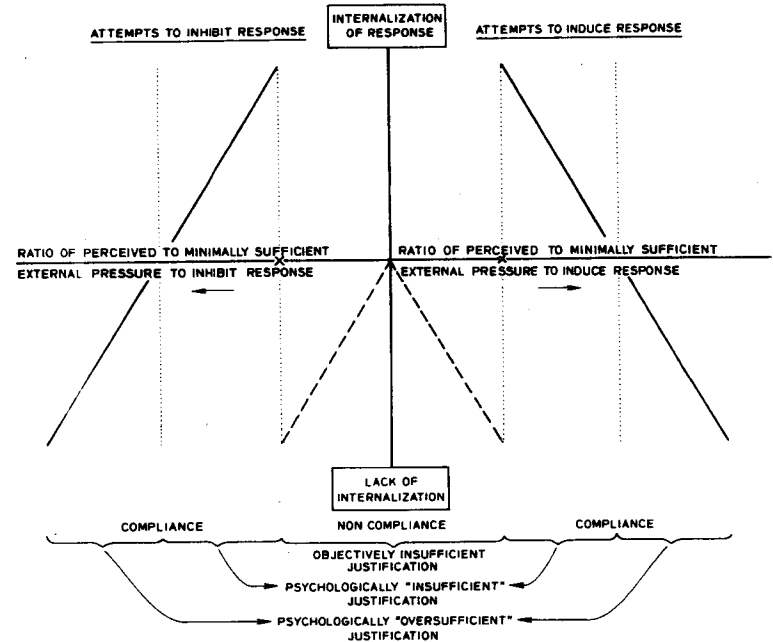 INTERNALIZATION
OF RESPONSE
ATTEMPTS TO INHIBIT RESPONSE
ATTEMPTS TO INDUCE RESPONSE
RATIO OF PERCEIVED TO MINIMALLY SUFFICIENT
EXTERNAL PRESSURE TO INHIBIT RESPONSE
RATIO OF PERCEIVED TO MINIMALLY SUFFICIENT
EXTERNAL PRESSURE TO INDUCE RESPONSE
LACK OF
INTERNALIZATION
COMPLIANCE
NON COMPLIANCE
COMPLIANCE
OBJECTIVELY INSUFFICIENT
JUSTIFICATION
PSYCHOLOGICALLY "INSUFFICIENT"
JUSTIFICATION
PSYCHOLOGICALLY "OVERSUFFICIENT"
JUSTIFICATION